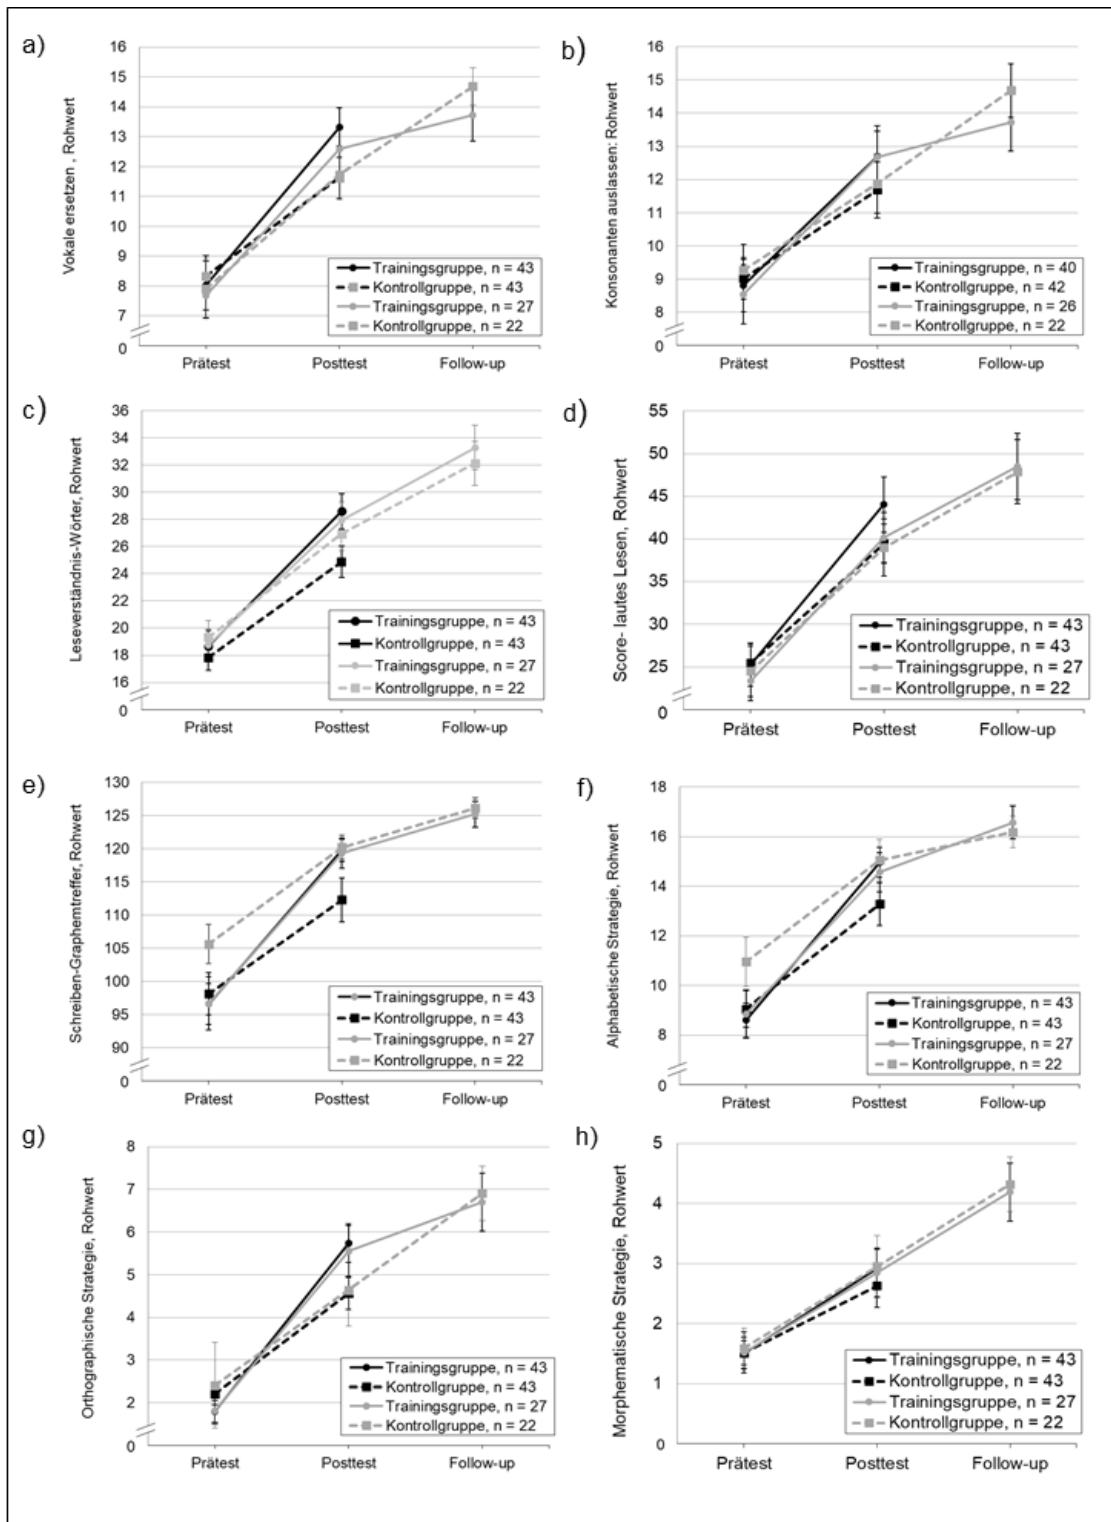 a)
Vokale ersetzen , Rohwert
16
15
14
13
12
11
10
9
8
7
0
Prätest Posttest Follow-up
Trainingsgruppe, n = 43
Kontrollgruppe, n = 43
Trainingsgruppe, n = 27
Kontrollgruppe, n = 22
b)
Konsonanten auslassen: Rohwert
16
15
14
13
12
11
10
9
8
0
Prätest Posttest Follow-up
Trainingsgruppe, n = 40
Kontrollgruppe, n = 42
Trainingsgruppe, n = 26
Kontrollgruppe, n = 22
c)
Leseverständnis-Wörter, Rohwert
36
34
32
30
28
26
24
22
20
18
16
0
Prätest Posttest Follow-up
Trainingsgruppe, n = 43
Kontrollgruppe, n = 43
Trainingsgruppe, n = 27
Kontrollgruppe, n = 22
d)
Score- lautes Lesen, Rohwert
55
50
45
40
35
30
25
0
Prätest Posttest Follow-up
Trainingsgruppe, n = 43
Kontrollgruppe, n = 43
Trainingsgruppe, n = 27
Kontrollgruppe, n = 22
e)
Schreiben-Graphemtreffer, Rohwert
130
125
120
115
110
105
100
95
90
0
Prätest Posttest Follow-up
Trainingsgruppe, n = 43
Kontrollgruppe, n = 43
Trainingsgruppe, n = 27
Kontrollgruppe, n = 22
f)
Alphabetische Strategie, Rohwert
18
16
14
12
10
8
0
Prätest Posttest Follow-up
Trainingsgruppe, n = 43
Kontrollgruppe, n = 43
Trainingsgruppe, n = 27
Kontrollgruppe, n = 22
g)
Orthographische Strategie, Rohwert
8
7
6
5
4
3
2
0
Prätest Posttest Follow-up
Trainingsgruppe, n = 43
Kontrollgruppe, n = 43
Trainingsgruppe, n = 27
Kontrollgruppe, n = 22
h)
Morphematische Strategie, Rohwert
5
4
3
2
1
0
Prätest Posttest Follow-up
Trainingsgruppe, n = 43
Kontrollgruppe, n = 43
Trainingsgruppe, n = 27
Kontrollgruppe, n = 22